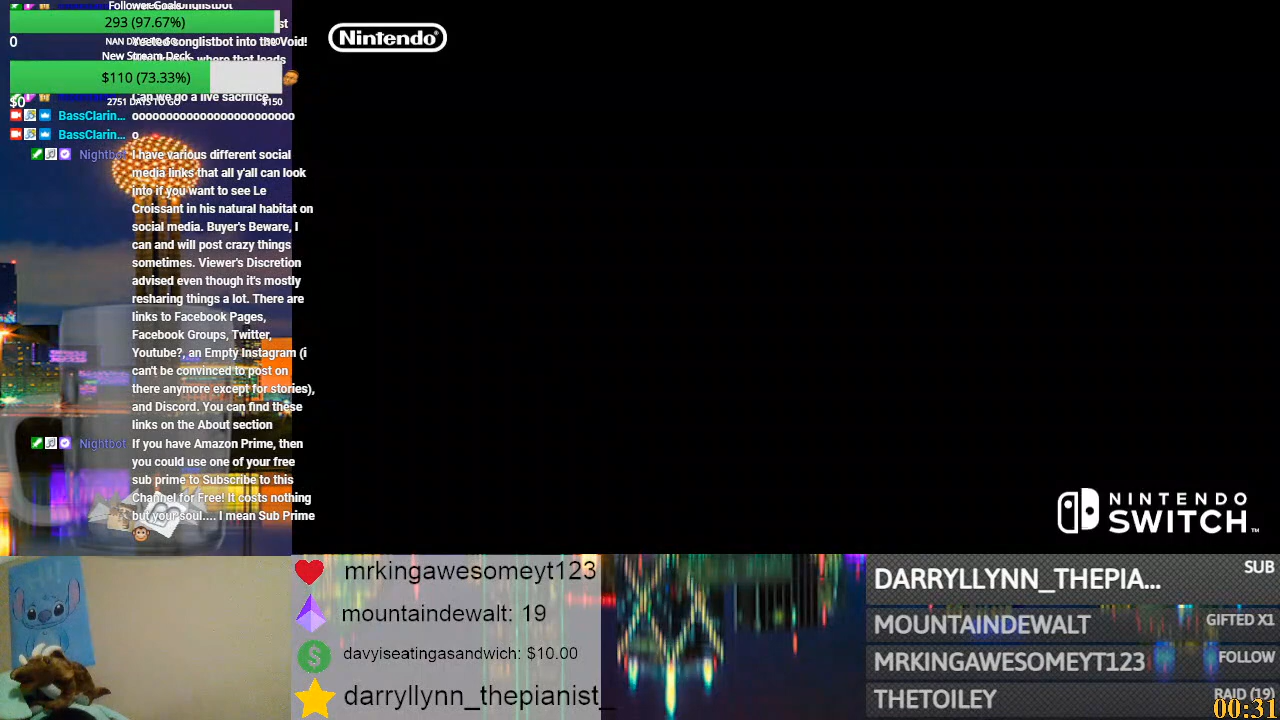 Follower Goals
293 (97.67%)
0
Yeeted songlistbot into the Void!
New Stream Deck
$110 (73.33%)
Can we do a live sacrifice
$0
2751 DAYS TO GO
$150
BassClarin... oooooooooooooooooooooooo
BassClarin... o
Nightbot I have various different social
media links that all y'all can look
into if you want to see Le
Croissant in his natural habitat on
social media. Buyer's Beware, I
can and will post crazy things
sometimes. Viewer's Discretion
advised even though it's mostly
resharing things a lot. There are
links to Facebook Pages,
Facebook Groups, Twitter,
Youtube?, an Empty Instagram (i
can't be convinced to post on
there anymore except for stories),
and Discord. You can find these
links on the About section
Nightbot If you have Amazon Prime, then
you could use one of your free
sub prime to Subscribe to this
Channel for Free! It costs nothing
but your soul.... I mean Sub Prime
Nintendo®
NINTENDO
SWITCH™
mrkingawesomeyt123
mountaindewalt: 19
davyiseatingasandwich: $10.00
darryllynn_thepianist_
DARRYLLYNN_THEPIA... SUB
MOUNTAINDEWALT GIFTED X1
MRKINGAWESOMEYT123 FOLLOW
THETOILEY RAID (19)
00:31